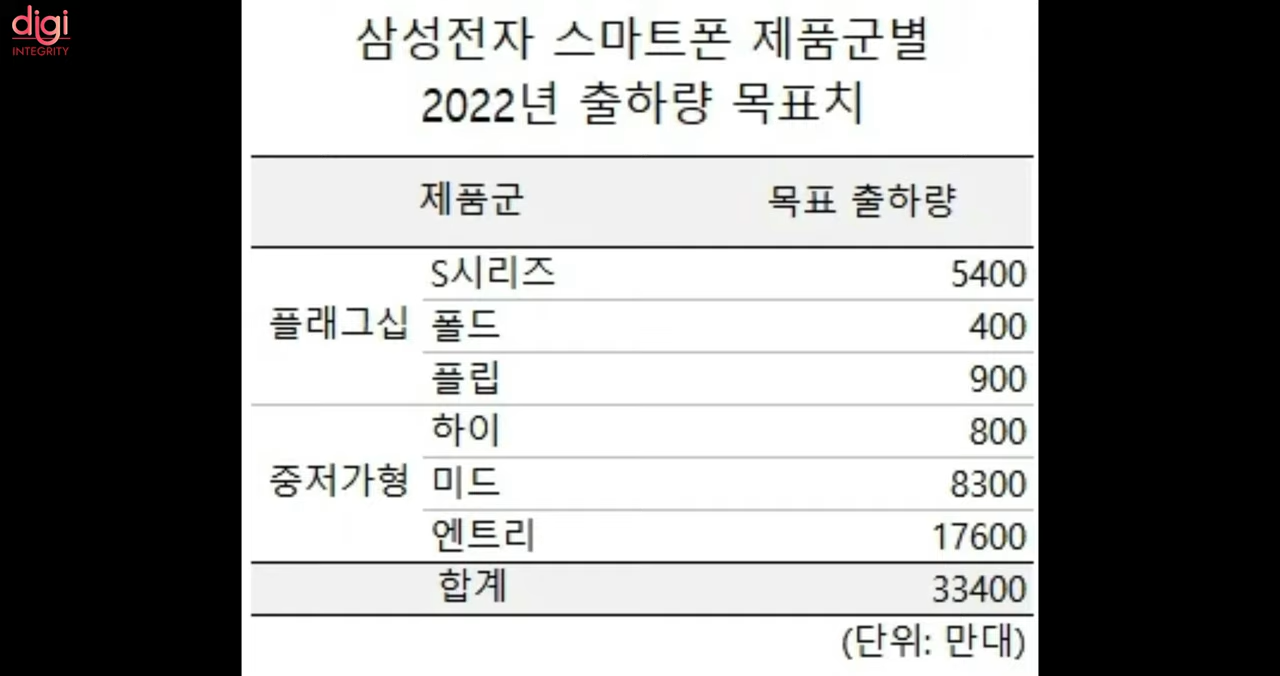 digi
INTEGRITY
삼성전자 스마트폰 제품군별
2022년 출하량 목표치
제품군 목표 출하량
플래그십
S시리즈 5400
폴드 400
플립 900
중저가형
하이 800
미드 8300
엔트리 17600
합계 33400
(단위: 만대)